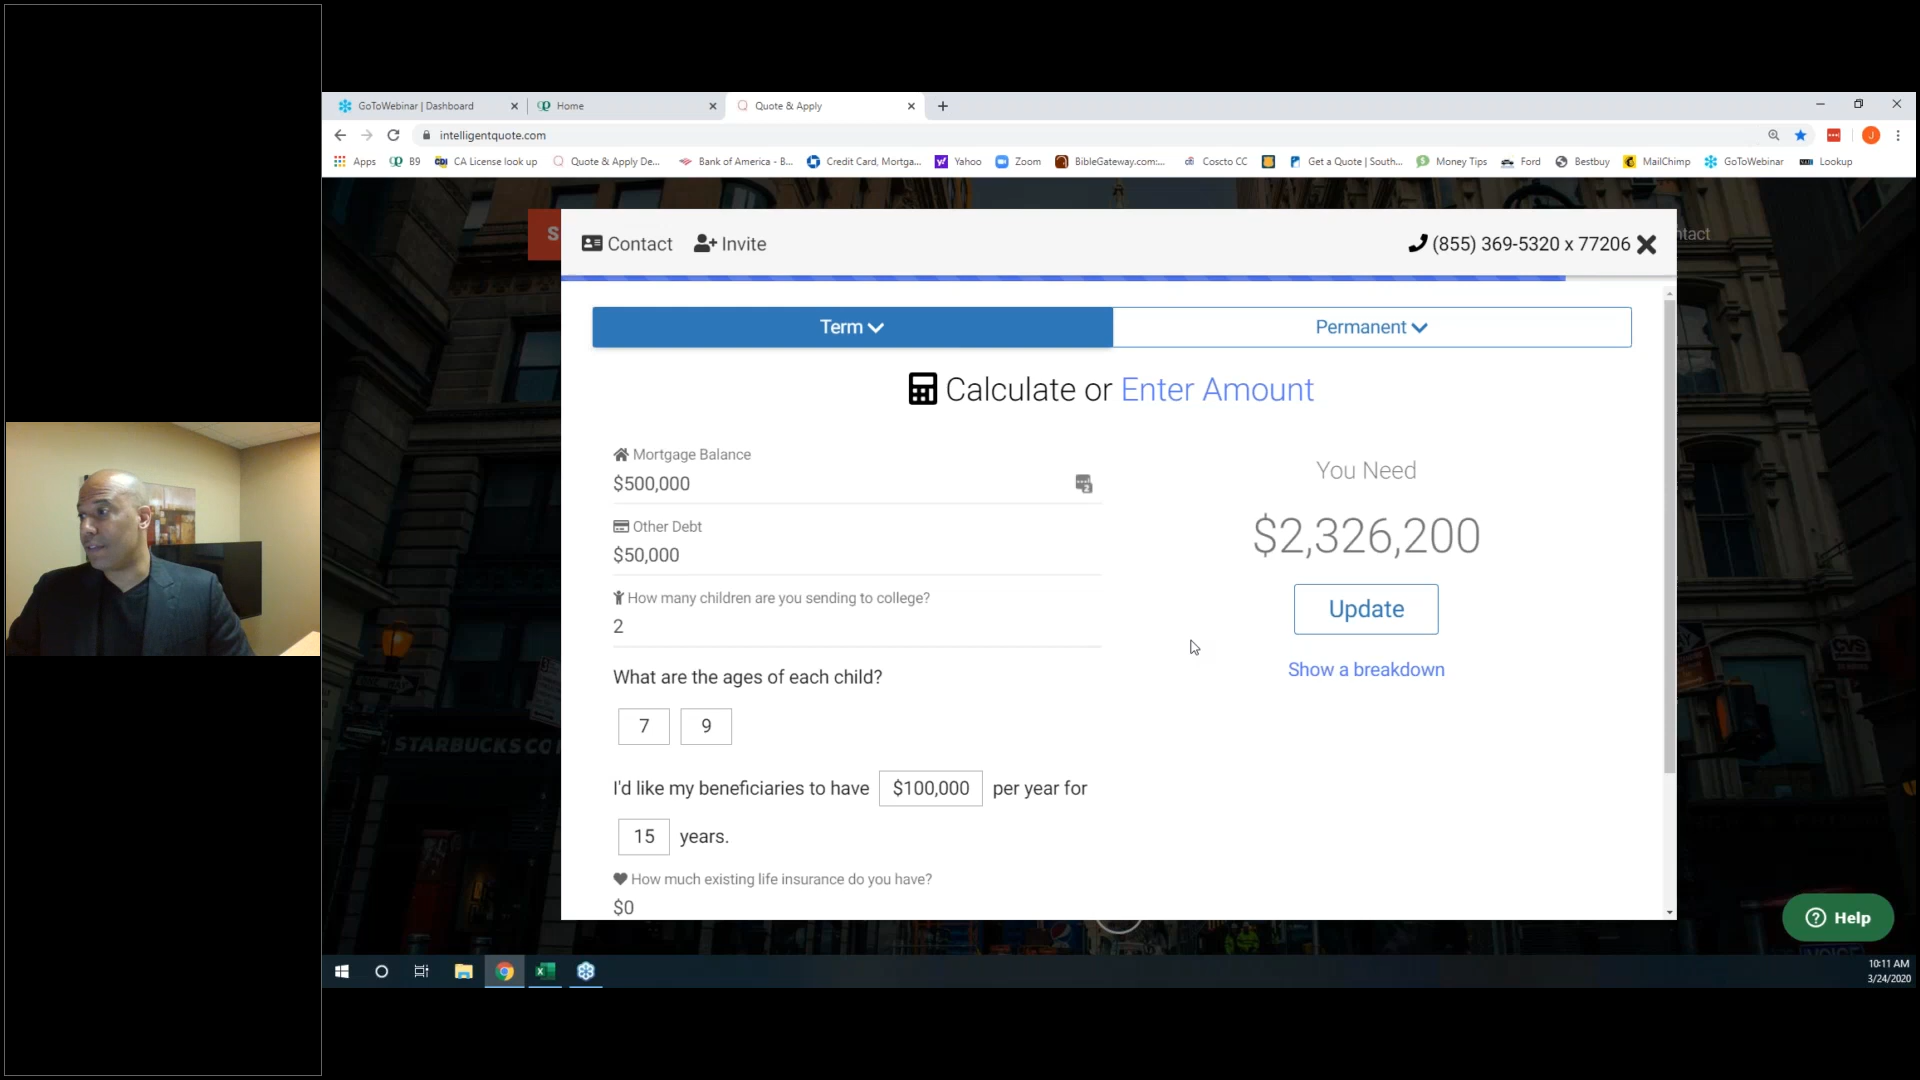 GoToWebinar | Dashboard
Home
Quote & Apply
intelligentquote.com
J
Apps
B9
CA License look up
Quote & Apply De...
Bank of America - B...
Credit Card, Mortga...
Yahoo
Zoom
BibleGateway.com:...
Coscto CC
Get a Quote | South...
Money Tips
Ford
Bestbuy
MailChimp
GoToWebinar
Lookup
S
Contact
Invite
(855) 369-5320 x 77206
ntact
Term
Permanent
Calculate or Enter Amount
Mortgage Balance
$500,000
2
Other Debt
$50,000
How many children are you sending to college?
2
What are the ages of each child?
7 9
I'd like my beneficiaries to have $100,000 per year for
15 years.
How much existing life insurance do you have?
$0
You Need
$2,326,200
Update
Show a breakdown
STARBUCKS CO
CVS
Help
10:11 AM
3/24/2020